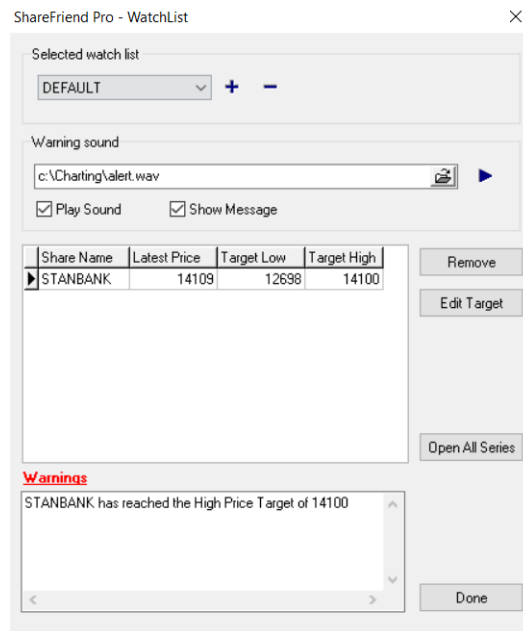 ShareFriend Pro - WatchList
Selected watch list
DEFAULT
Warning sound
c:\Charting\alert.wav
Play Sound Show Message
Share Name Latest Price Target Low Target High
STANBANK 14109 12698 14100
Remove
Edit Target
Open All Series
Warnings
STANBANK has reached the High Price Target of 14100
Done